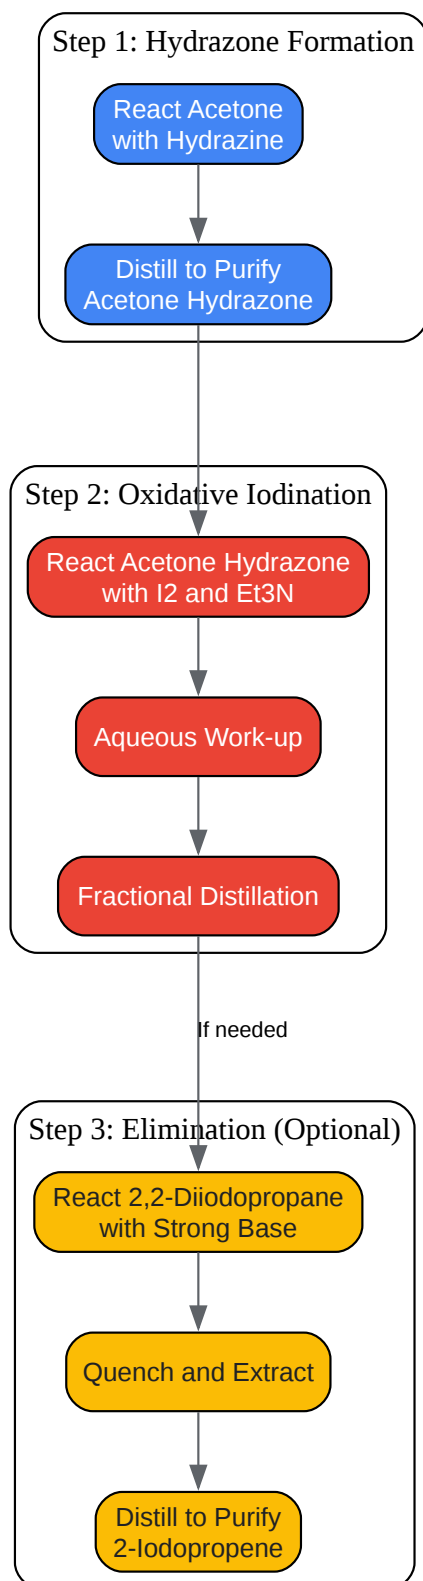 Step 1: Hydrazone Formation
React Acetone
with Hydrazine
Distill to Purify
Acetone Hydrazone
Step 2: Oxidative Iodination
React Acetone Hydrazone
with I2 and Et3N
Aqueous Work-up
Fractional Distillation
If needed
Step 3: Elimination (Optional)
React 2,2-Diiodopropane
with Strong Base
Quench and Extract
Distill to Purify
2-Iodopropene